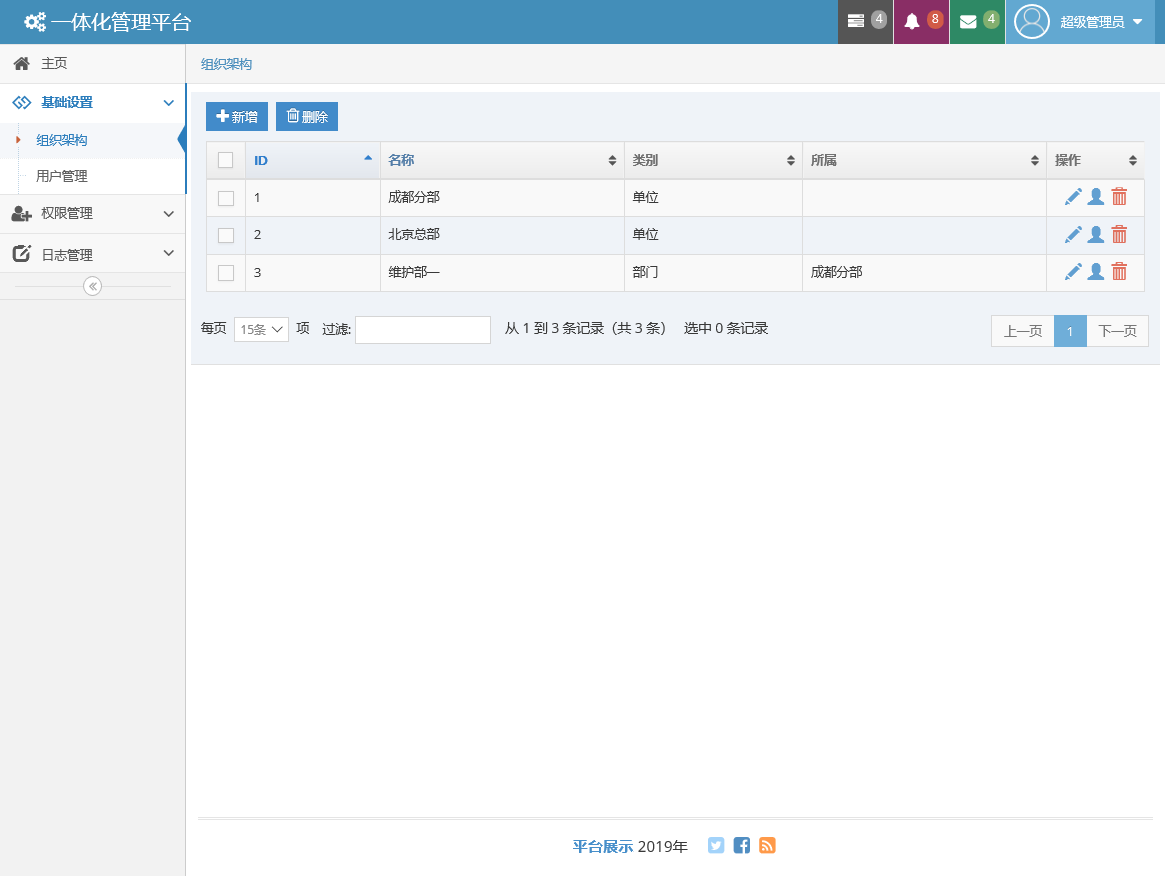 一体化管理平台
4
8
4
超级管理员
主页
基础设置
组织架构
用户管理
权限管理
日志管理
组织架构
新增 删除
ID 名称 类别 所属 操作
1 成都分部 单位
2 北京总部 单位
3 维护部一 部门 成都分部
每页 15条 项 过滤: 从 1 到 3 条记录（共 3 条） 选中 0 条记录
上一页 1 下一页
平台展示 2019年